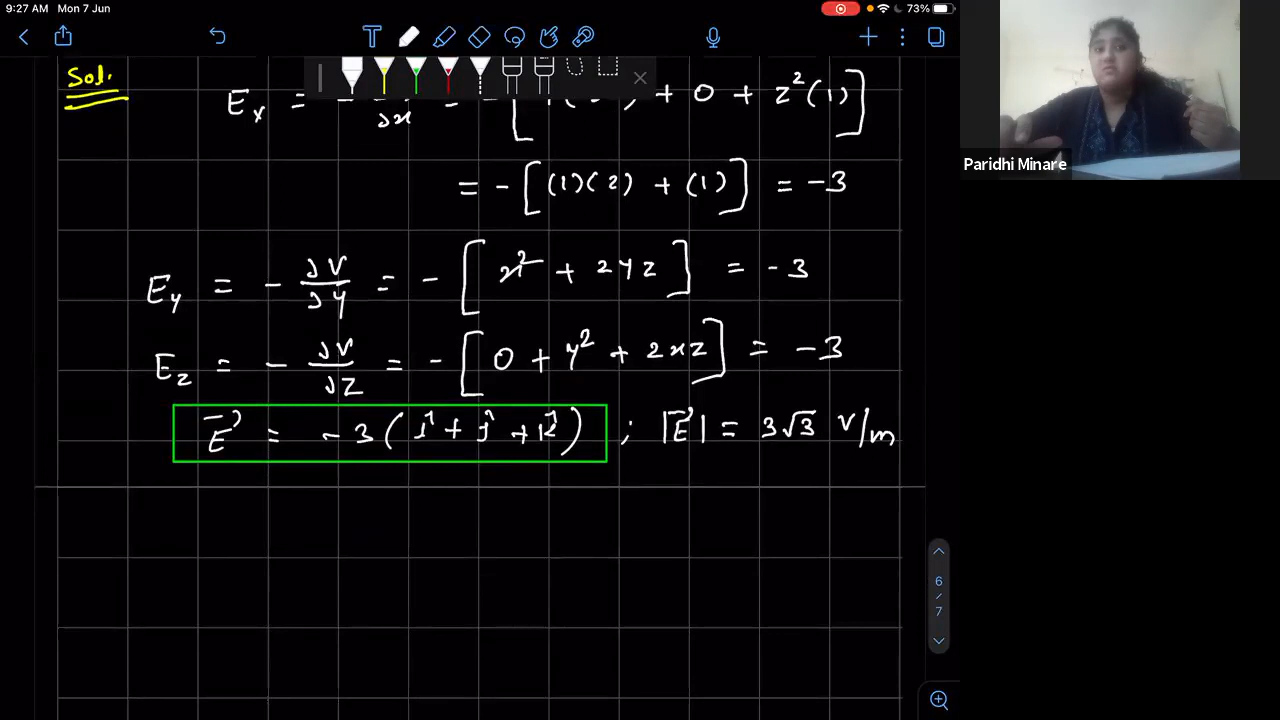 9:27 AM Mon 7 Jun
73%
Sol.
Eₓ = - /∂x = - [ + 0 + z²(1)]
= - [(1)(2) + (1)] = -3
E_y = - ∂V/∂y = - [x² + 2yz] = -3
E_z = - ∂V/∂z = - [0 + y² + 2xz] = -3
E⃗ = -3(î + ĵ + k̂) ; |E⃗| = 3√3 V/m
Paridhi Minare
6
/
7